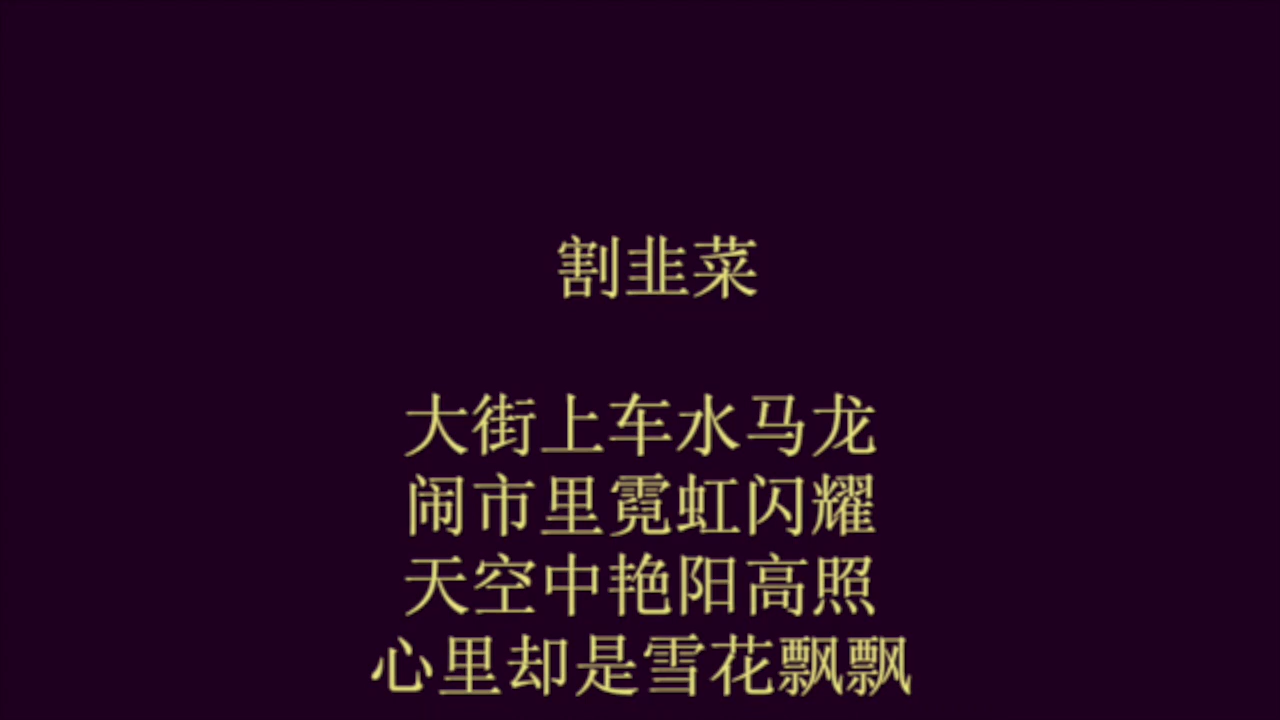 割韭菜
大街上车水马龙
闹市里霓虹闪耀
天空中艳阳高照
心里却是雪花飘飘